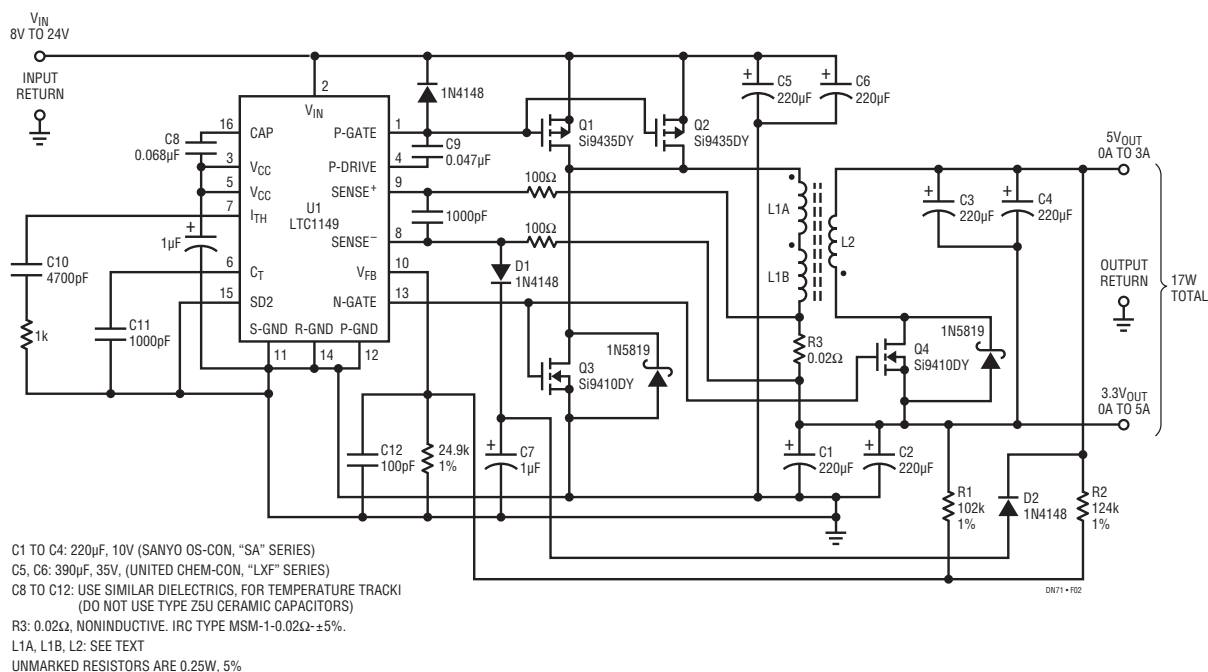 VIN
8V TO 24V
INPUT
RETURN
2
VIN
1N4148
C5
220µF
C6
220µF
16
CAP
P-GATE
1
C8
0.068µF
C9
0.047µF
Q1
Si9435DY
Q2
Si9435DY
5VOUT
0A TO 3A
3
VCC
P-DRIVE
4
5
VCC
SENSE+
9
100Ω
7
ITH
U1
LTC1149
1000pF
L1A
C3
220µF
C4
220µF
1µF
SENSE–
8
100Ω
L2
C10
4700pF
6
CT
VFB
10
D1
1N4148
L1B
OUTPUT
RETURN
17W
TOTAL
15
SD2
N-GATE
13
C11
1000pF
1k
S-GND R-GND P-GND
11
14
12
1N5819
R3
0.02Ω
1N5819
Q3
Si9410DY
Q4
Si9410DY
3.3VOUT
0A TO 5A
C12
100pF
24.9k
1%
C7
1µF
C1
220µF
C2
220µF
R1
102k
1%
D2
1N4148
R2
124k
1%
C1 TO C4: 220µF, 10V (SANYO OS-CON, “SA” SERIES)
C5, C6: 390µF, 35V, (UNITED CHEM-CON, “LXF” SERIES)
C8 TO C12: USE SIMILAR DIELECTRICS, FOR TEMPERATURE TRACKI
(DO NOT USE TYPE Z5U CERAMIC CAPACITORS)
R3: 0.02Ω, NONINDUCTIVE. IRC TYPE MSM-1-0.02Ω-±5%.
L1A, L1B, L2: SEE TEXT
UNMARKED RESISTORS ARE 0.25W, 5%
DN71 • F02